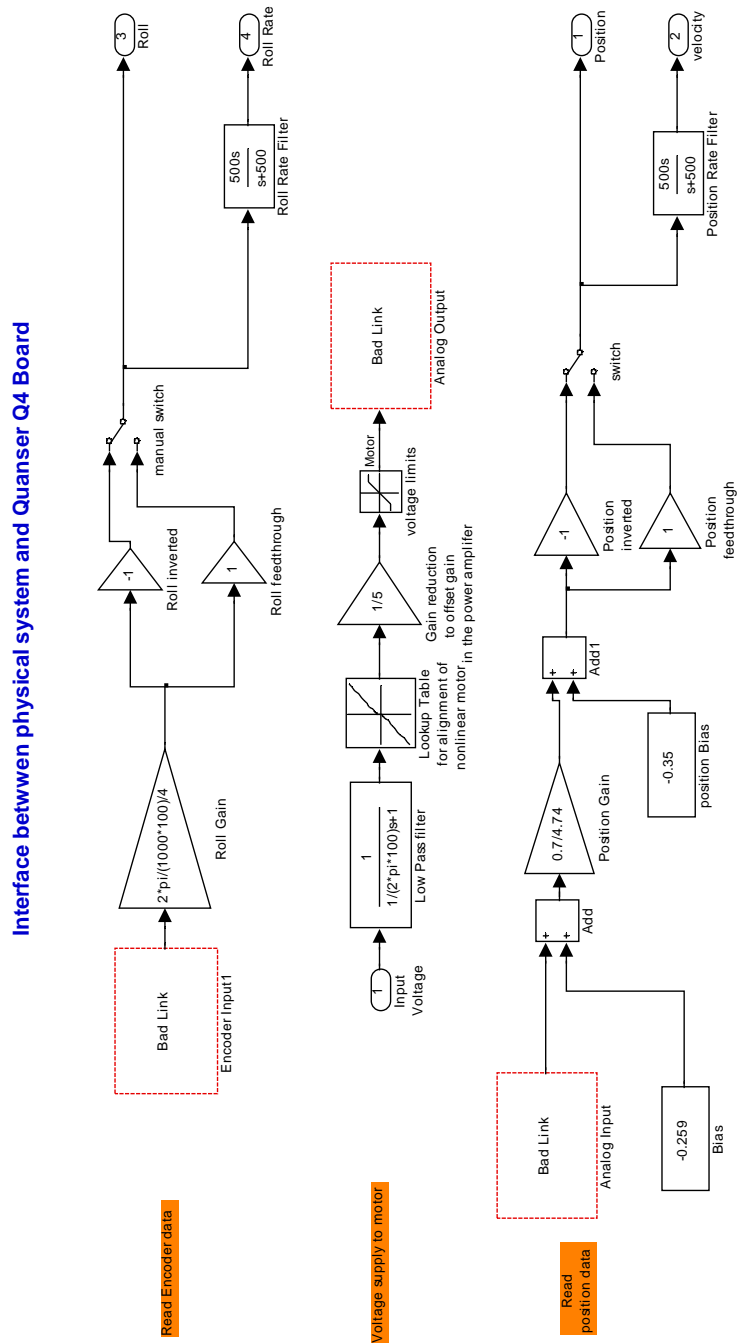 Interface betwven physical system and Quanser Q4 Board
Read Encoder data
Bad Link
Encoder Input1
2*pi/(1000*100)/4
Roll Gain
-1
Roll inverted
1
Roll feedthrough
manual switch
3
Roll
500s
s+500
Roll Rate Filter
4
Roll Rate
Voltage supply to motor
1
Input
Voltage
1
1/(2*pi*100)s+1
Low Pass filter
Lookup Table
for alignment of
nonlinear motor
1/5
Gain reduction
to offset gain
in the power amplifer
Motor
voltage limits
Bad Link
Analog Output
Read
position data
Bad Link
Analog Input
-0.259
Bias
+
+
Add
0.7/4.74
Position Gain
-0.35
position Bias
+
+
Add1
-1
Position
inverted
1
Position
feedthrough
switch
1
Position
500s
s+500
Position Rate Filter
2
velocity